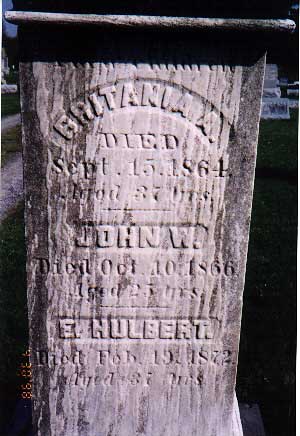 BRITANIA A.
DIED
Sept. 15. 1864.
Aged 37 yrs.
JOHN W.
Died Oct. 10. 1866
Aged 25 yrs.
E. HULBERT.
Died Feb. 19. 1872
Aged 37 yrs.